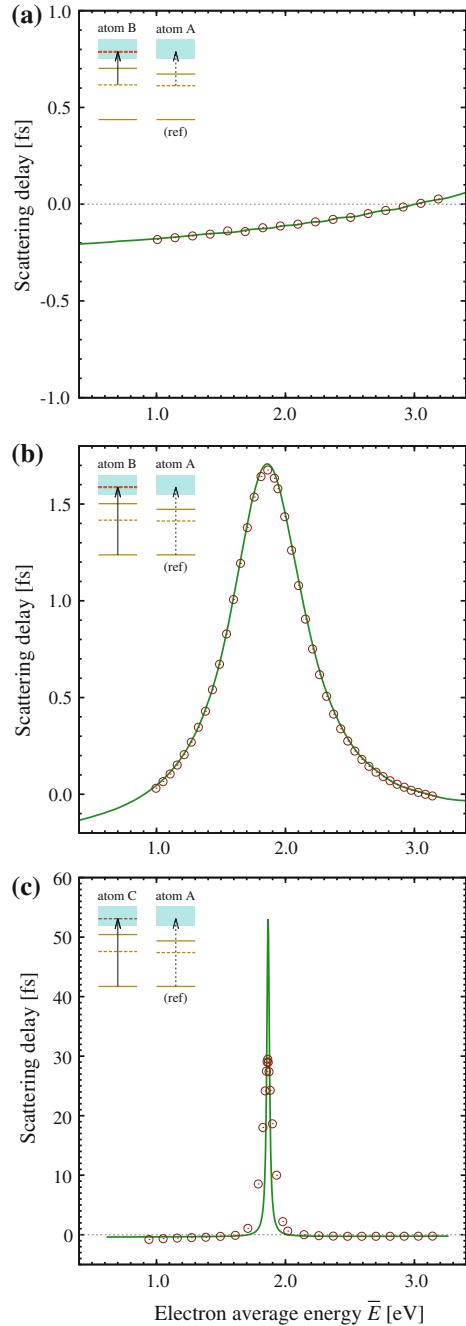 (a)
atom B atom A
(ref)
1.0
0.5
0.0
-0.5
-1.0
Scattering delay [fs]
1.0 2.0 3.0
(b)
atom B atom A
(ref)
1.5
1.0
0.5
0.0
Scattering delay [fs]
1.0 2.0 3.0
(c)
atom C atom A
(ref)
60
50
40
30
20
10
0
Scattering delay [fs]
1.0 2.0 3.0
Electron average energy E̅ [eV]